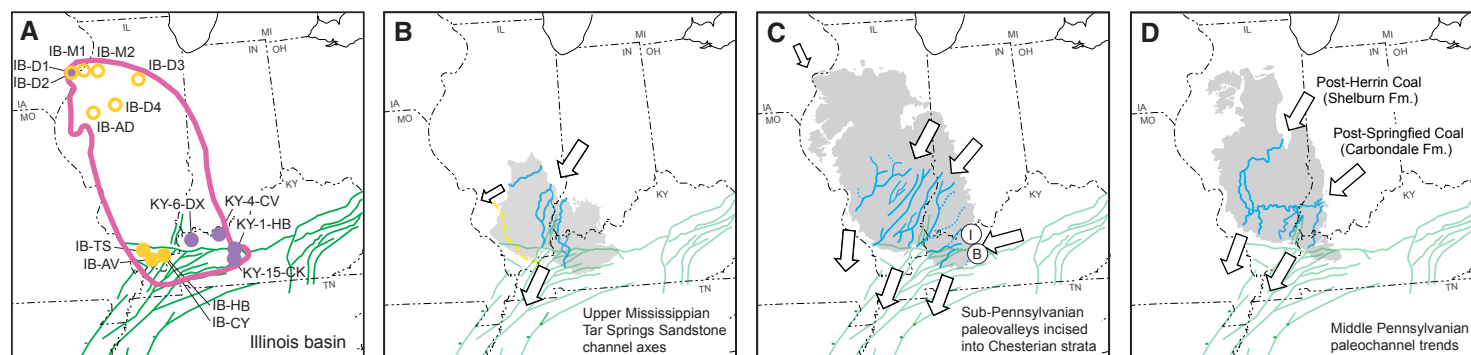 A
IL
MI
IN
OH
IB-M1
IB-M2
IB-D1
IB-D2
IB-D3
IB-D4
IB-AD
IA
MO
KY
KY-6-DX
KY-4-CV
KY-1-HB
IB-TS
IB-AV
KY-15-CK
TN
IB-HB
IB-CY
Illinois basin
B
IL
MI
IN
OH
IA
MO
KY
TN
Upper Mississippian
Tar Springs Sandstone
channel axes
C
IL
MI
IN
OH
IA
MO
KY
I
B
TN
Sub-Pennsylvanian
paleovalleys incised
into Chesterian strata
D
IL
MI
IN
OH
Post-Herrin Coal
(Shelburn Fm.)
IA
MO
Post-Springfied Coal
(Carbondale Fm.)
KY
TN
Middle Pennsylvanian
paleochannel trends